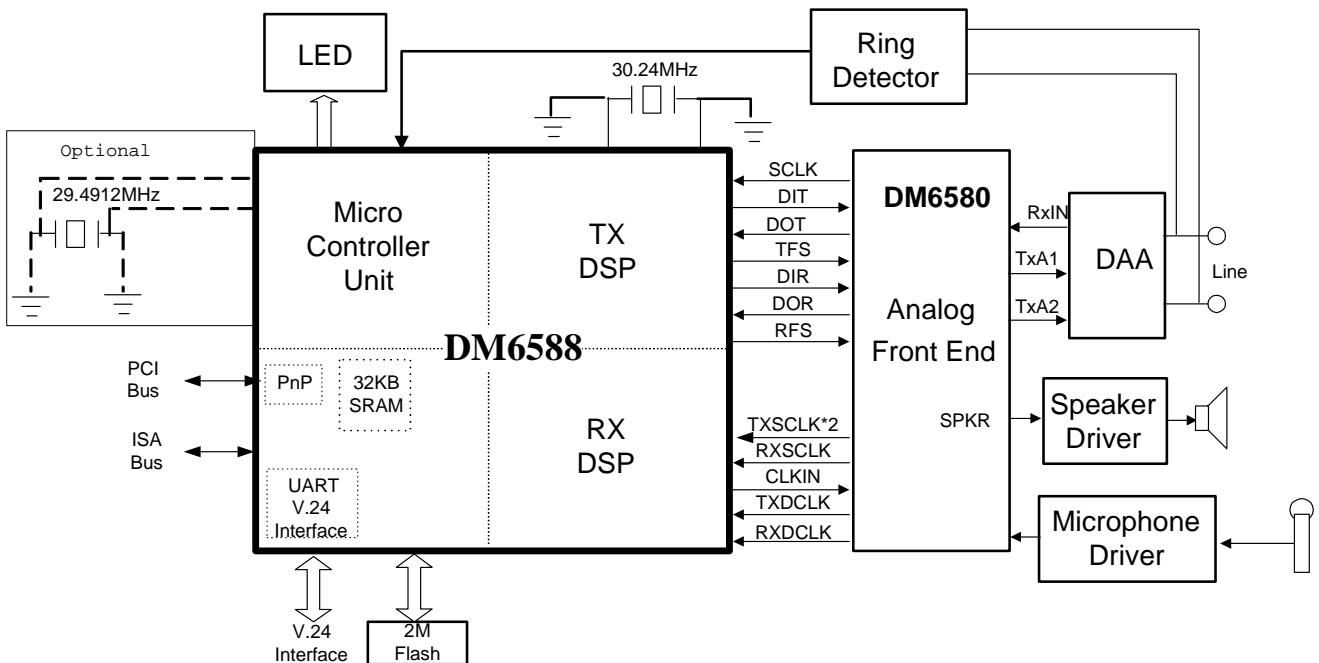 LED
Ring
Detector
30.24MHz
Optional
29.4912MHz
Micro
Controller
Unit
TX
DSP
DM6588
PnP
32KB
SRAM
RX
DSP
UART
V.24
Interface
PCI
Bus
ISA
Bus
V.24
Interface
2M
Flash
SCLK
DIT
DOT
TFS
DIR
DOR
RFS
TXSCLK*2
RXSCLK
CLKIN
TXDCLK
RXDCLK
DM6580
Analog
Front End
SPKR
RxIN
TxA1
TxA2
DAA
Line
Speaker
Driver
Microphone
Driver